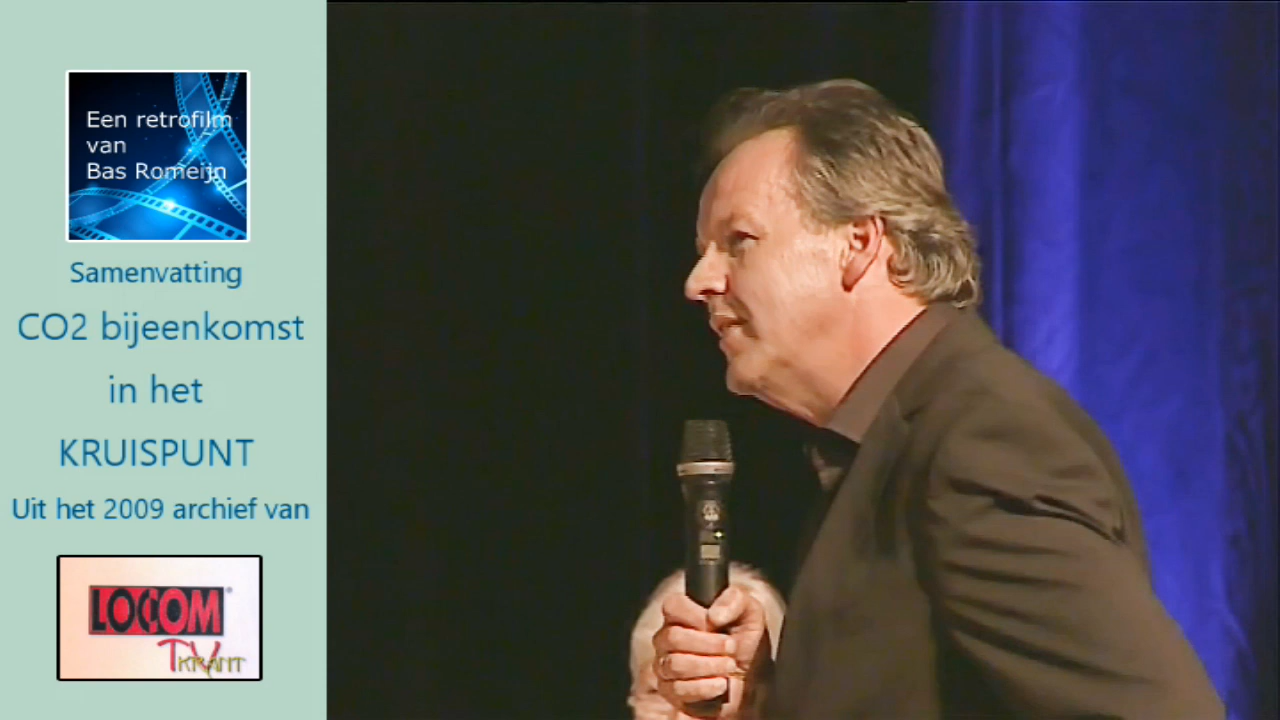 Een retrofilm
van
Bas Romeijn
Samenvatting
CO2 bijeenkomst
in het
KRUISPUNT
Uit het 2009 archief van
LOCOM
TV
KRANT